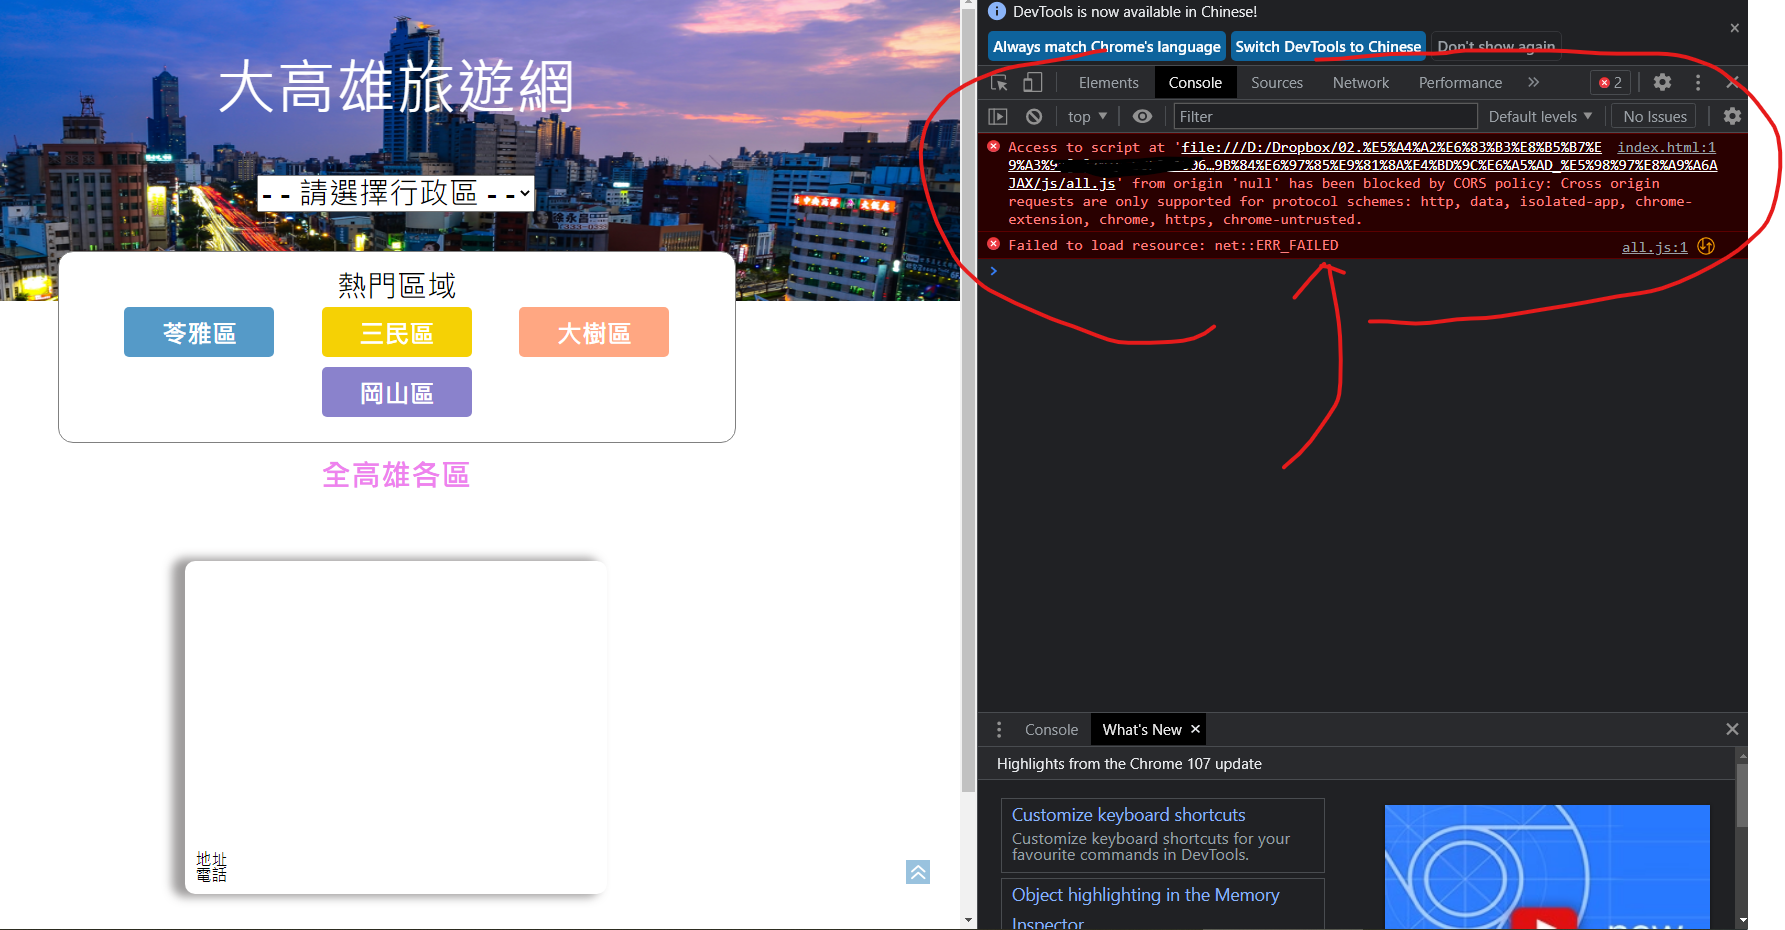 大高雄旅遊網
- - 請選擇行政區 - -
熱門區域
苓雅區
三民區
大樹區
岡山區
全高雄各區
地址
電話
DevTools is now available in Chinese!
Always match Chrome's language
Switch DevTools to Chinese
Don't show again
Elements
Console
Sources
Network
Performance
2
top
Filter
Default levels
No Issues
Access to script at 'file:///D:/Dropbox/02.%E5%A4%A2%E6%83%B3%E8%B5%B7%E index.html:1
9%A3%9 96…9B%84%E6%97%85%E9%81%8A%E4%BD%9C%E6%A5%AD_%E5%98%97%E8%A9%A6A
JAX/js/all.js' from origin 'null' has been blocked by CORS policy: Cross origin
requests are only supported for protocol schemes: http, data, isolated-app, chrome-
extension, chrome, https, chrome-untrusted.
Failed to load resource: net::ERR_FAILED all.js:1
Console
What's New
Highlights from the Chrome 107 update
Customize keyboard shortcuts
Customize keyboard shortcuts for your
favourite commands in DevTools.
Object highlighting in the Memory
Inspector
new